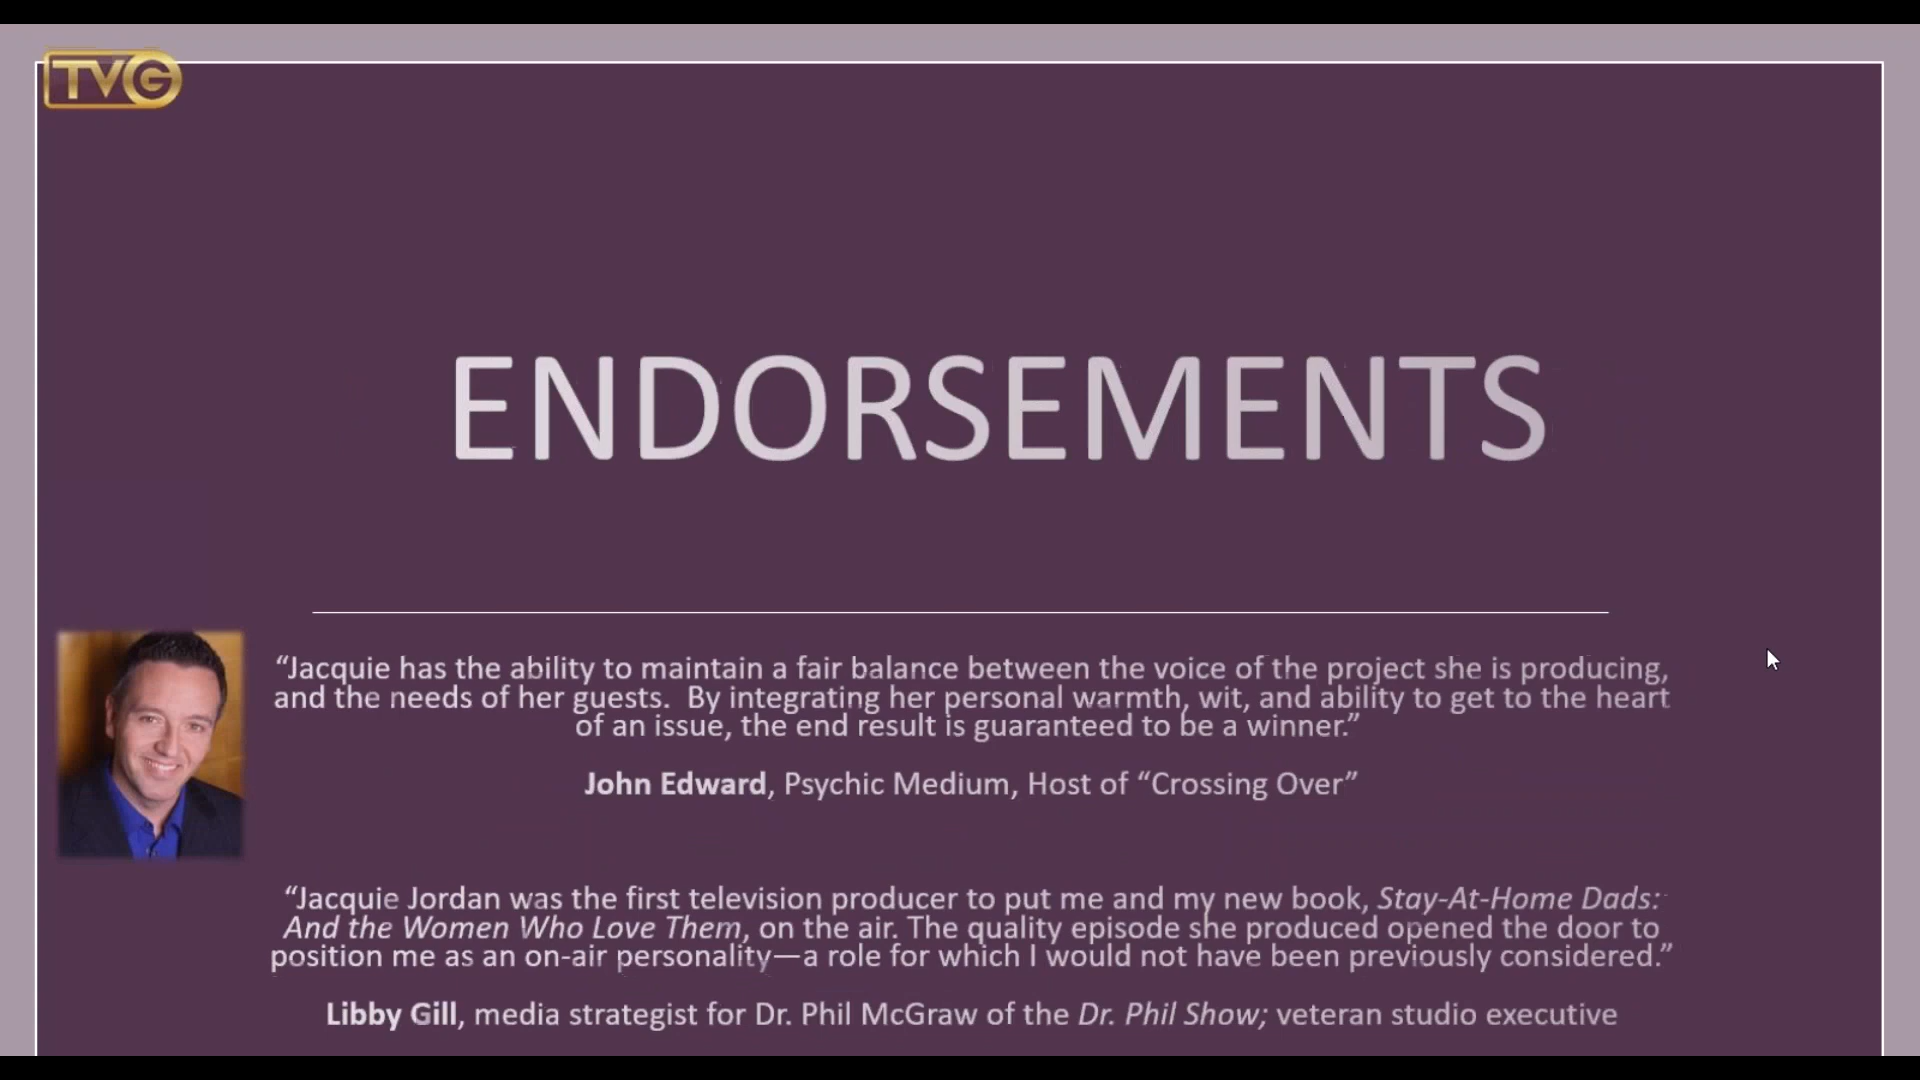 TVG
ENDORSEMENTS
“Jacquie has the ability to maintain a fair balance between the voice of the project she is producing,
and the needs of her guests.  By integrating her personal warmth, wit, and ability to get to the heart
of an issue, the end result is guaranteed to be a winner.”
John Edward, Psychic Medium, Host of “Crossing Over”
“Jacquie Jordan was the first television producer to put me and my new book, Stay-At-Home Dads:
And the Women Who Love Them, on the air. The quality episode she produced opened the door to
position me as an on-air personality—a role for which I would not have been previously considered.”
Libby Gill, media strategist for Dr. Phil McGraw of the Dr. Phil Show; veteran studio executive